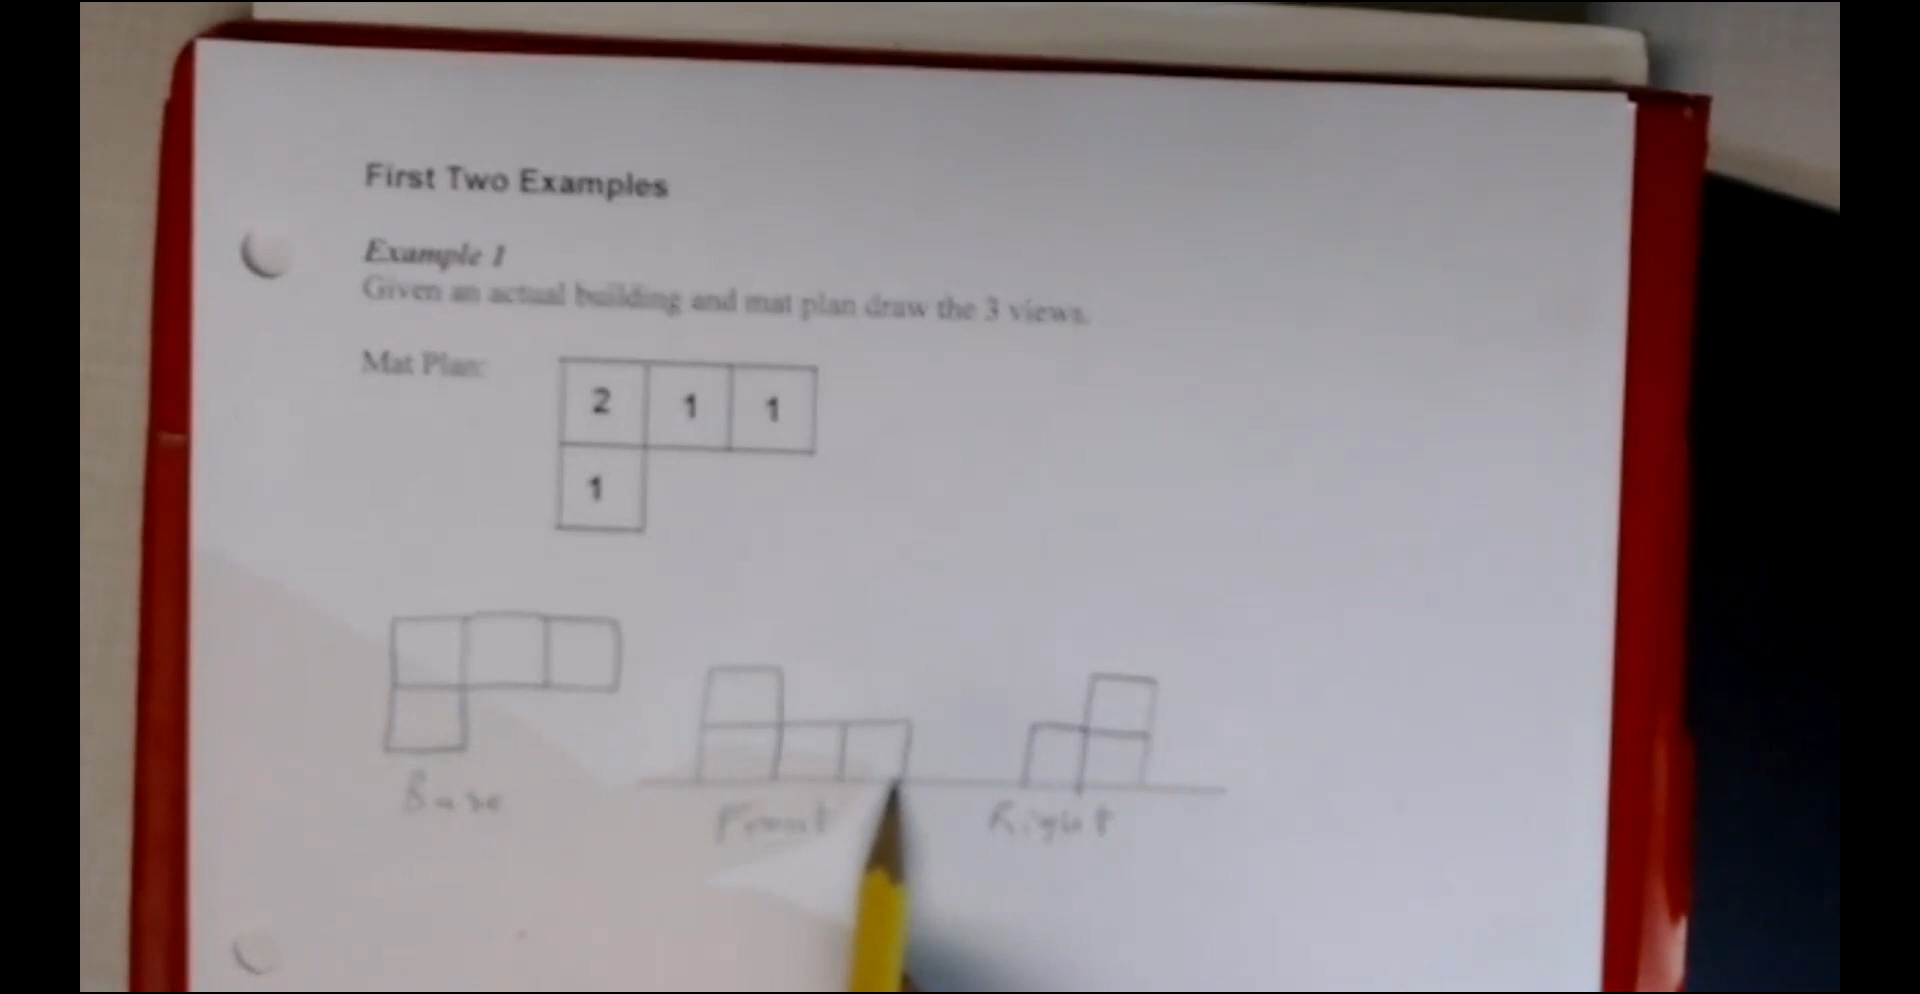 First Two Examples
Example 1
Given an actual building and mat plan draw the 3 views.
Mat Plan:
2 1 1
1
Base
Front
Right